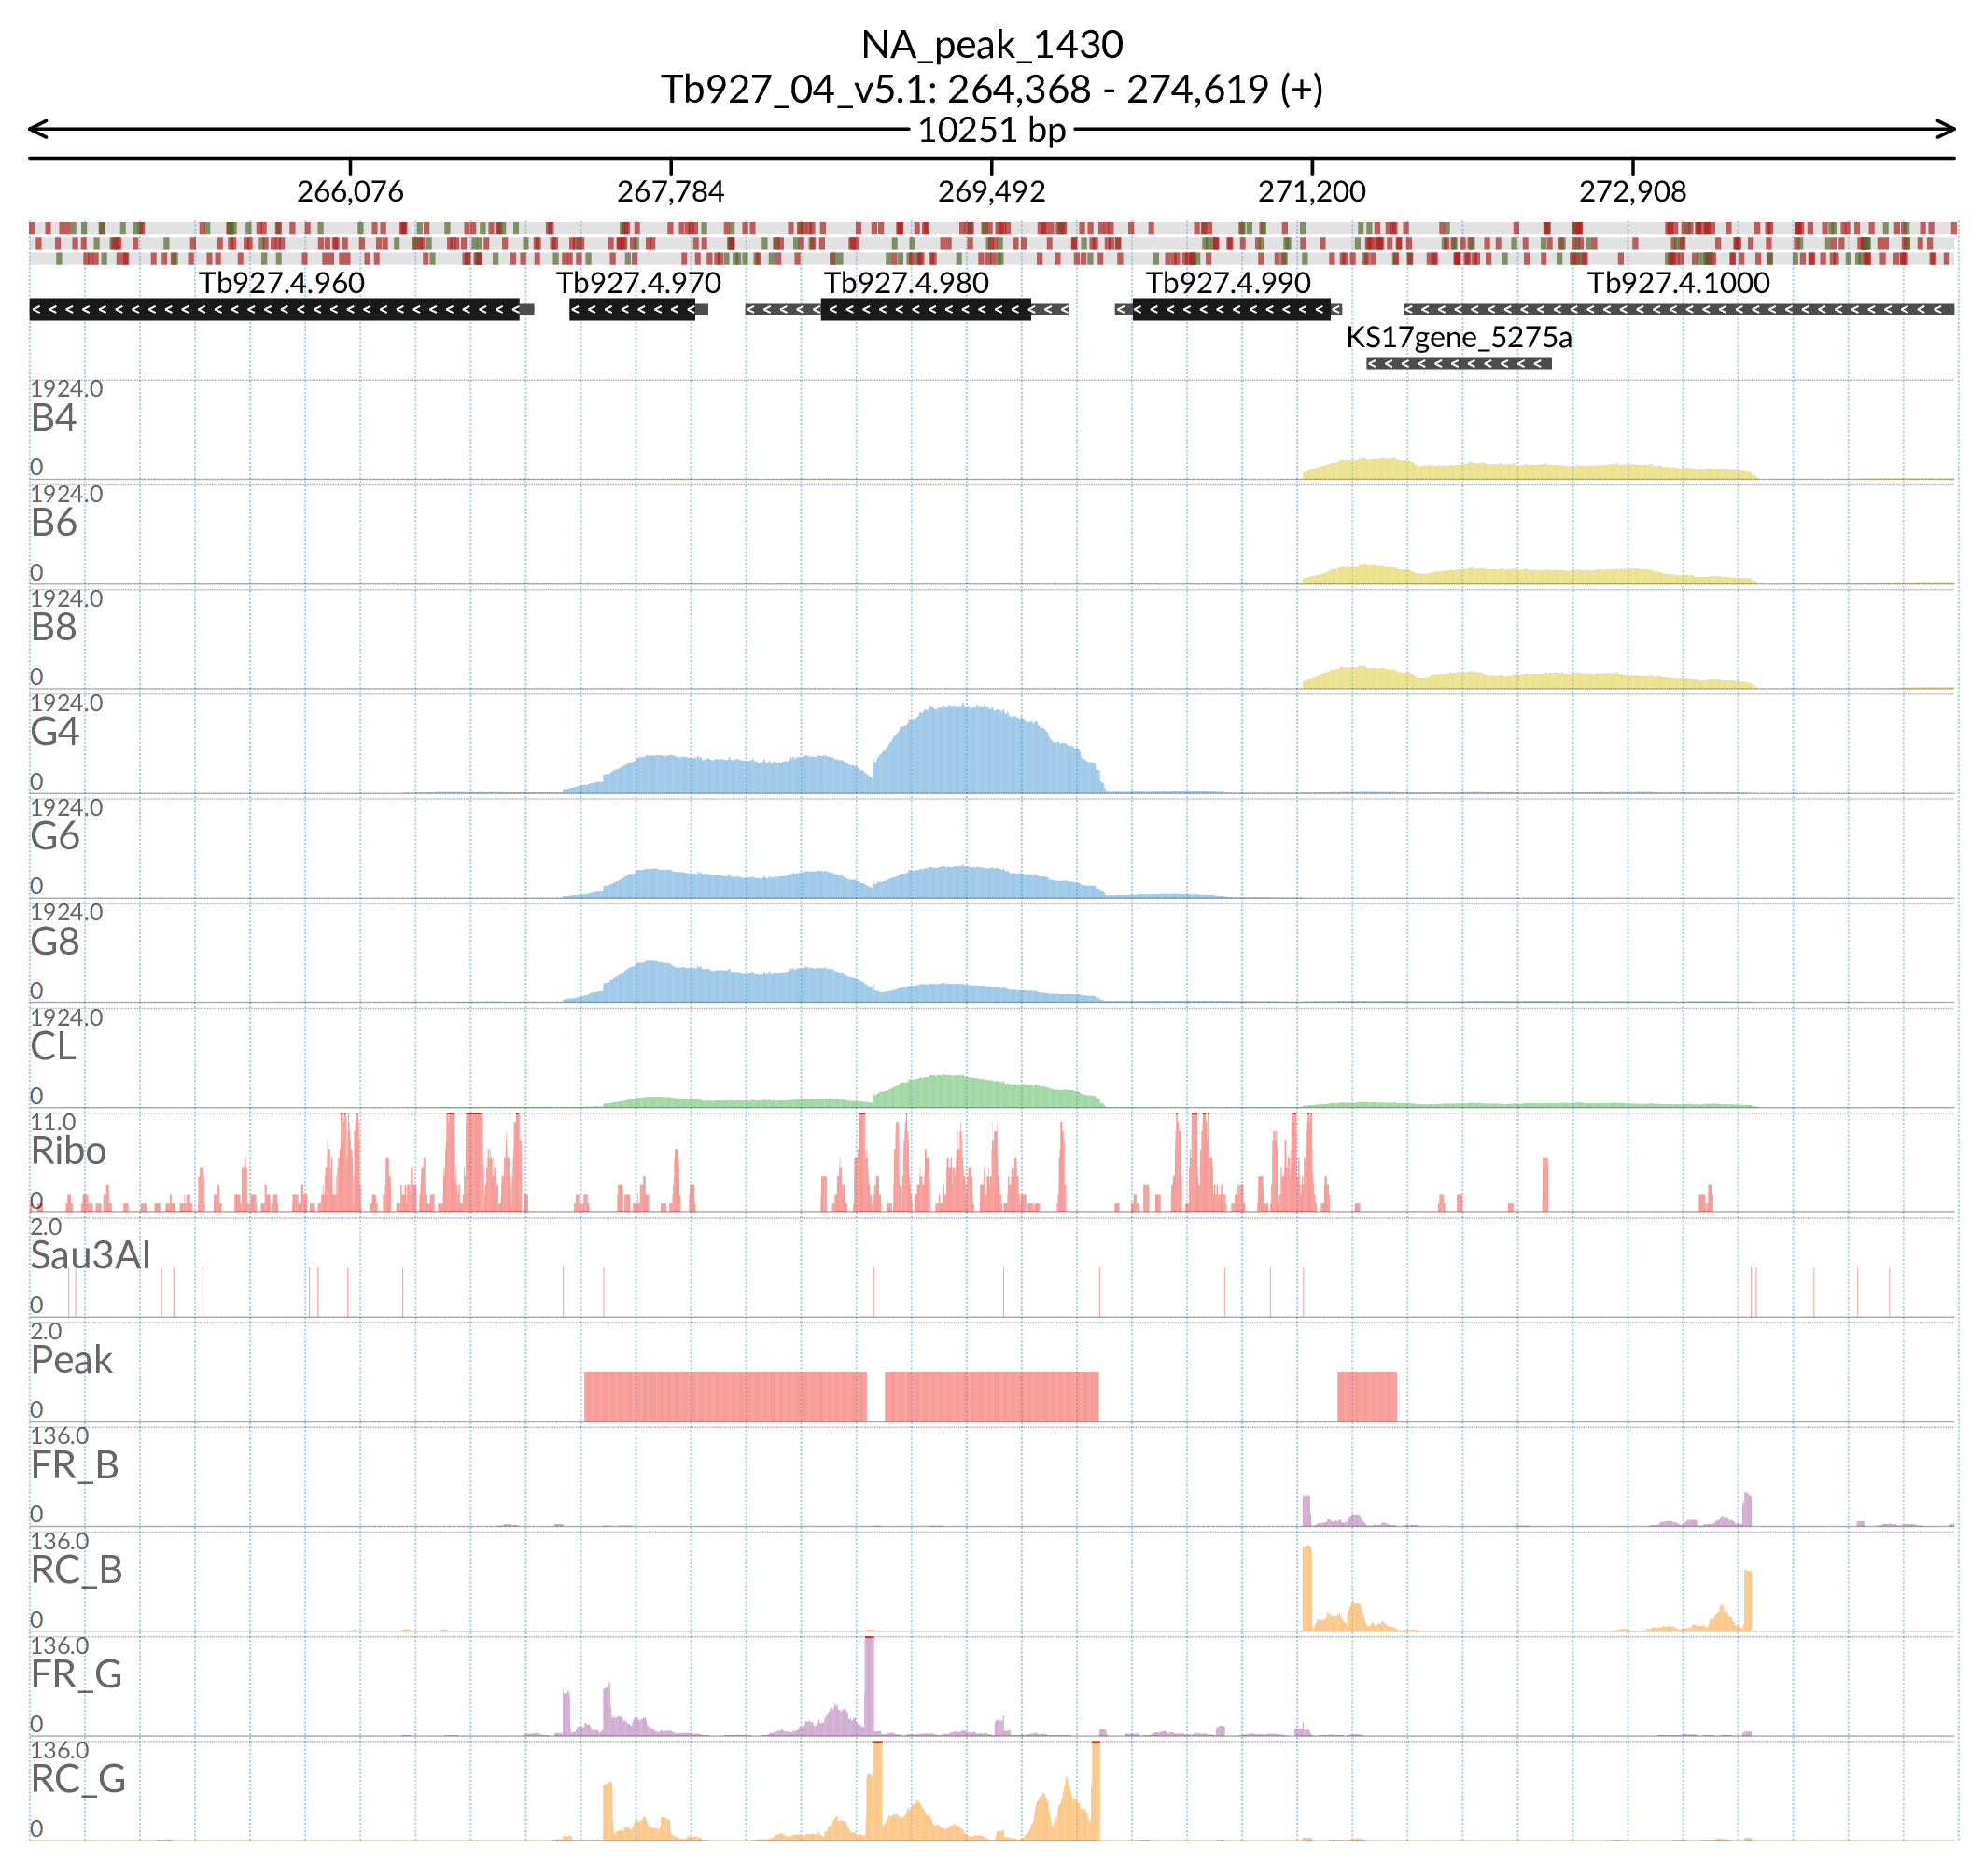 NA_peak_1430
Tb927_04_v5.1: 264,368 - 274,619 (+)
10251 bp
266,076 267,784 269,492 271,200 272,908
Tb927.4.960 Tb927.4.970 Tb927.4.980 Tb927.4.990 Tb927.4.1000
KS17gene_5275a
1924.0
B4
0
1924.0
B6
0
1924.0
B8
0
1924.0
G4
0
1924.0
G6
0
1924.0
G8
0
1924.0
CL
0
11.0
Ribo
0
2.0
Sau3AI
0
2.0
Peak
0
136.0
FR_B
0
136.0
RC_B
0
136.0
FR_G
0
136.0
RC_G
0